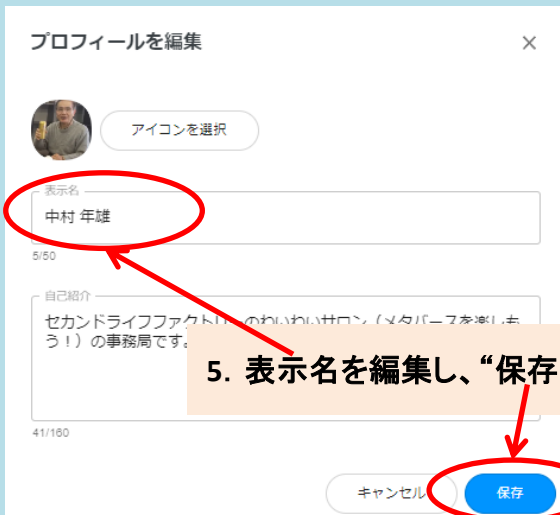 プロフィールを編集
アイコンを選択
表示名
中村 年雄
5/50
自己紹介
セカンドライフファクトリーのわいわいサロン（メタバースを楽しも
う！）の事務局です。
5. 表示名を編集し、“保存
41/160
キャンセル
保存